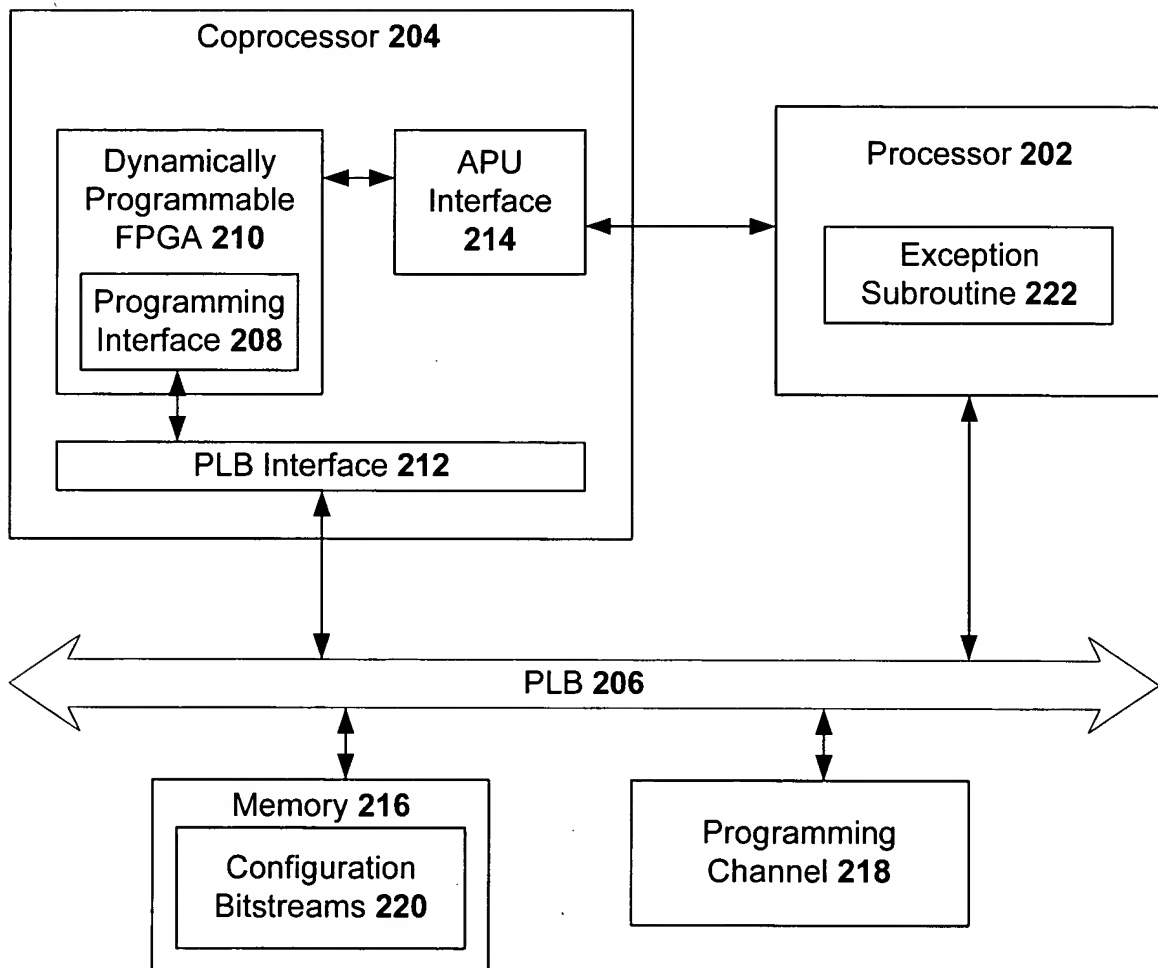 Coprocessor 204
Dynamically
Programmable
FPGA 210
Programming
Interface 208
APU
Interface
214
Processor 202
Exception
Subroutine 222
PLB Interface 212
PLB 206
Memory 216
Configuration
Bitstreams 220
Programming
Channel 218